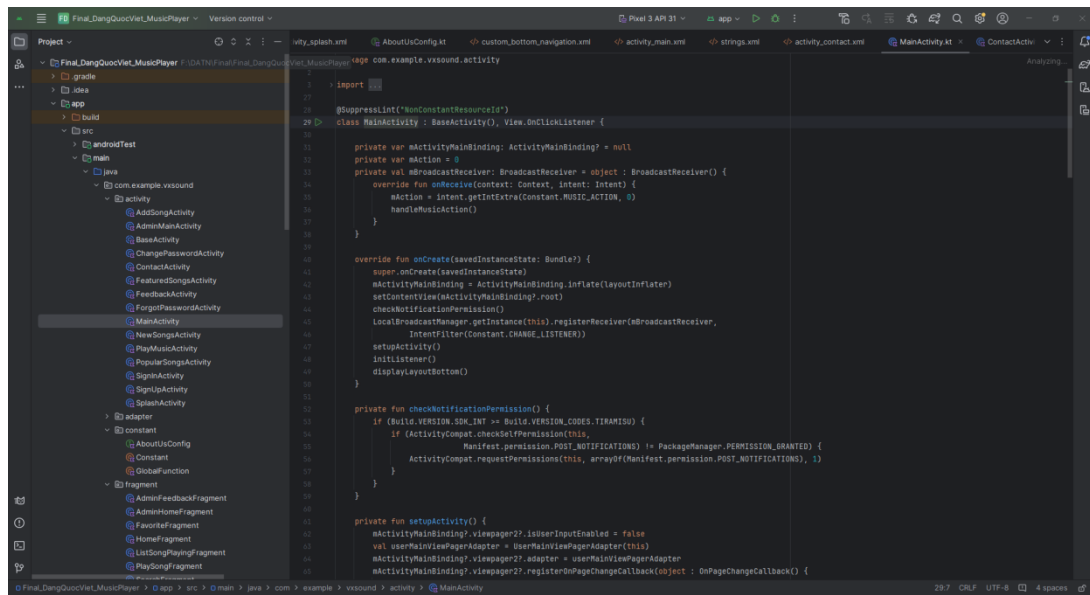 FD Final_DangQuocViet_MusicPlayer Version control
Pixel 3 API 31 app
Project
ivity_splash.xml AboutUsConfig.kt custom_bottom_navigation.xml activity_main.xml strings.xml activity_contact.xml MainActivity.kt ContactActivi
Final_DangQuocViet_MusicPlayer
.gradle
.idea
app
build
src
androidTest
main
java
com.example.vxsound
activity
AddSongActivity
AdminMainActivity
BaseActivity
ChangePasswordActivity
ContactActivity
FeaturedSongsActivity
FeedbackActivity
ForgotPasswordActivity
MainActivity
NewSongsActivity
PlayMusicActivity
PopularSongsActivity
SignInActivity
SignUpActivity
SplashActivity
adapter
constant
AboutUsConfig
Constant
GlobalFunction
fragment
AdminFeedbackFragment
AdminHomeFragment
FavoriteFragment
HomeFragment
ListSongPlayingFragment
PlaySongFragment
kage com.example.vxsound.activity
Analyzing...
import ...
@SuppressLint("NonConstantResourceId")
29 class MainActivity : BaseActivity(), View.OnClickListener {
private var mActivityMainBinding: ActivityMainBinding? = null
private var mAction = 0
private val mBroadcastReceiver: BroadcastReceiver = object : BroadcastReceiver() {
override fun onReceive(context: Context, intent: Intent) {
mAction = intent.getIntExtra(Constant.MUSIC_ACTION, 0)
handleMusicAction()
}
}
override fun onCreate(savedInstanceState: Bundle?) {
super.onCreate(savedInstanceState)
mActivityMainBinding = ActivityMainBinding.inflate(layoutInflater)
setContentView(mActivityMainBinding?.root)
checkNotificationPermission()
LocalBroadcastManager.getInstance(this).registerReceiver(mBroadcastReceiver,
IntentFilter(Constant.CHANGE_LISTENER))
setupActivity()
initListener()
displayLayoutBottom()
}
private fun checkNotificationPermission() {
if (Build.VERSION.SDK_INT >= Build.VERSION_CODES.TIRAMISU) {
if (ActivityCompat.checkSelfPermission(this,
Manifest.permission.POST_NOTIFICATIONS) != PackageManager.PERMISSION_GRANTED) {
ActivityCompat.requestPermissions(this, arrayOf(Manifest.permission.POST_NOTIFICATIONS), 1)
}
}
}
private fun setupActivity() {
mActivityMainBinding?.viewpager2?.isUserInputEnabled = false
val userMainViewPagerAdapter = UserMainViewPagerAdapter(this)
mActivityMainBinding?.viewpager2?.adapter = userMainViewPagerAdapter
mActivityMainBinding?.viewpager2?.registerOnPageChangeCallback(object : OnPageChangeCallback() {
Final_DangQuocViet_MusicPlayer > app > src > main > java > com > example > vxsound > activity > MainActivity
29:7 CRLF UTF-8 4 spaces